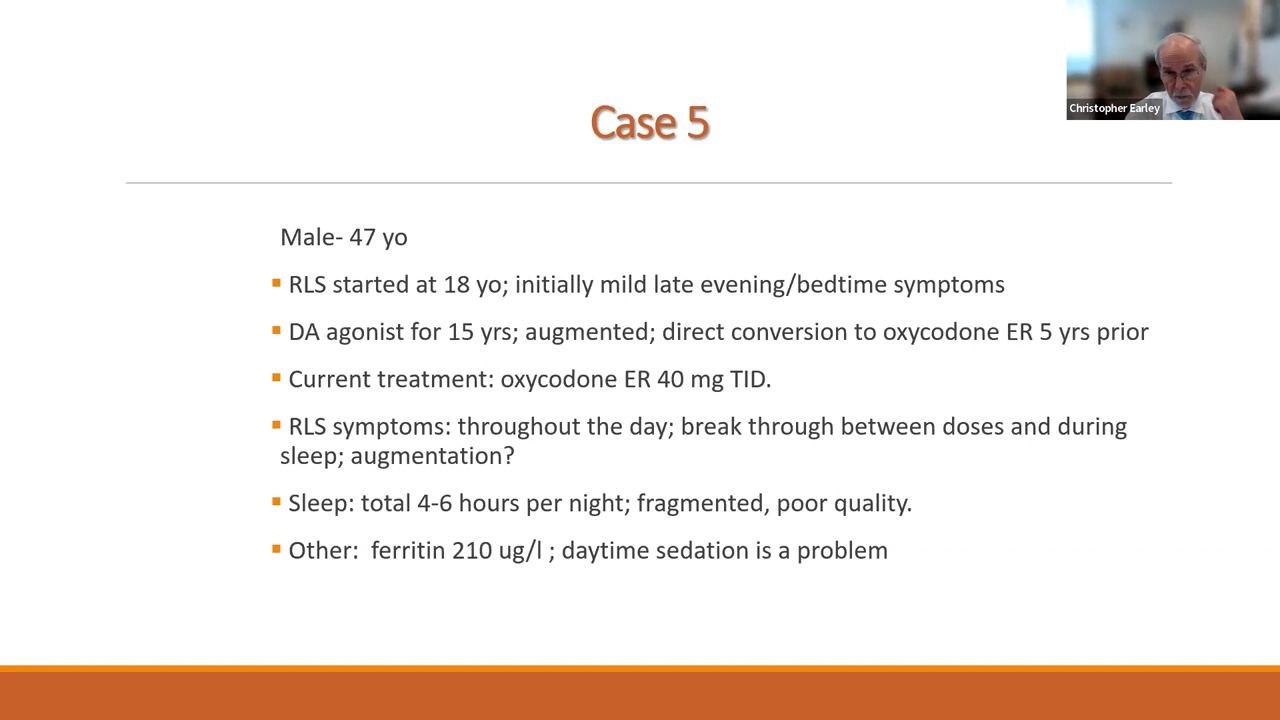 Christopher Earley
Case 5
Male- 47 yo
▪ RLS started at 18 yo; initially mild late evening/bedtime symptoms
▪ DA agonist for 15 yrs; augmented; direct conversion to oxycodone ER 5 yrs prior
▪ Current treatment: oxycodone ER 40 mg TID.
▪ RLS symptoms: throughout the day; break through between doses and during
sleep; augmentation?
▪ Sleep: total 4-6 hours per night; fragmented, poor quality.
▪ Other:  ferritin 210 ug/l ; daytime sedation is a problem